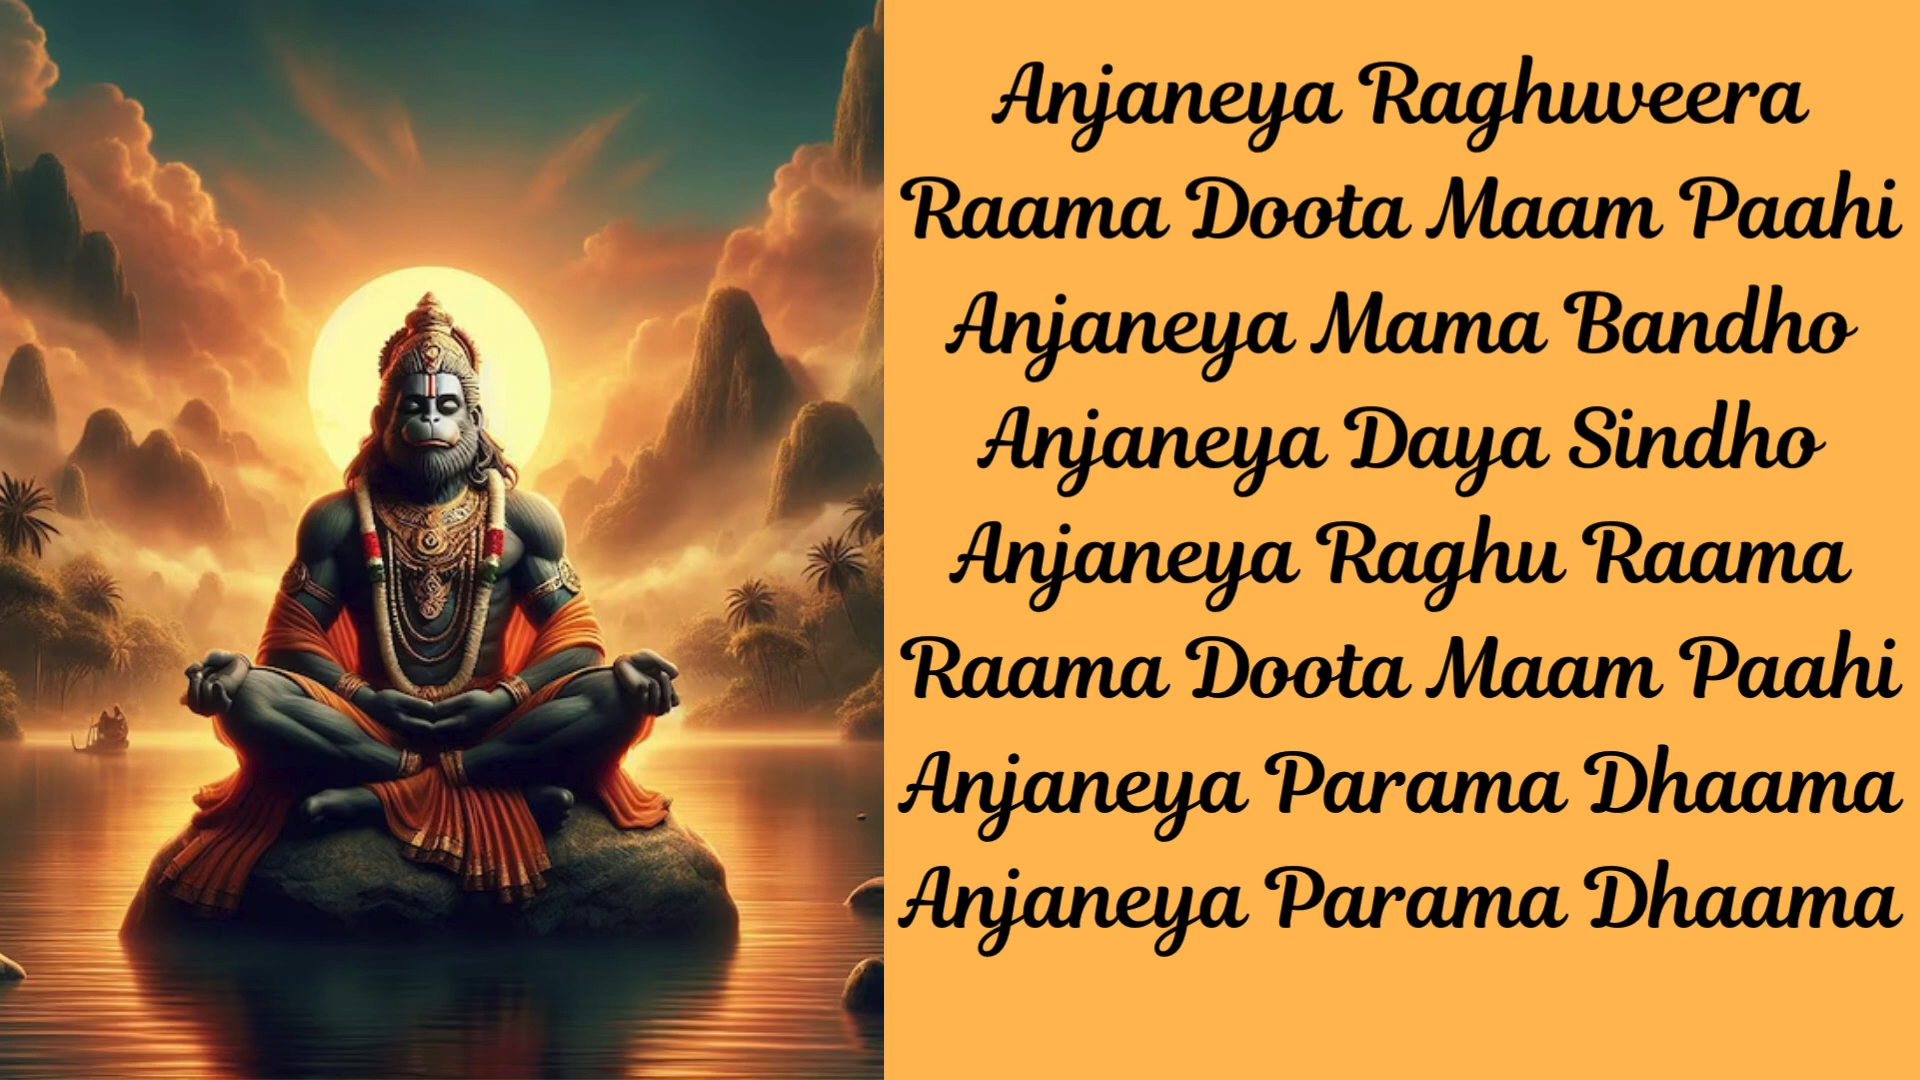 Anjaneya Raghuveera
Raama Doota Maam Paahi
Anjaneya Mama Bandho
Anjaneya Daya Sindho
Anjaneya Raghu Raama
Raama Doota Maam Paahi
Anjaneya Parama Dhaama
Anjaneya Parama Dhaama